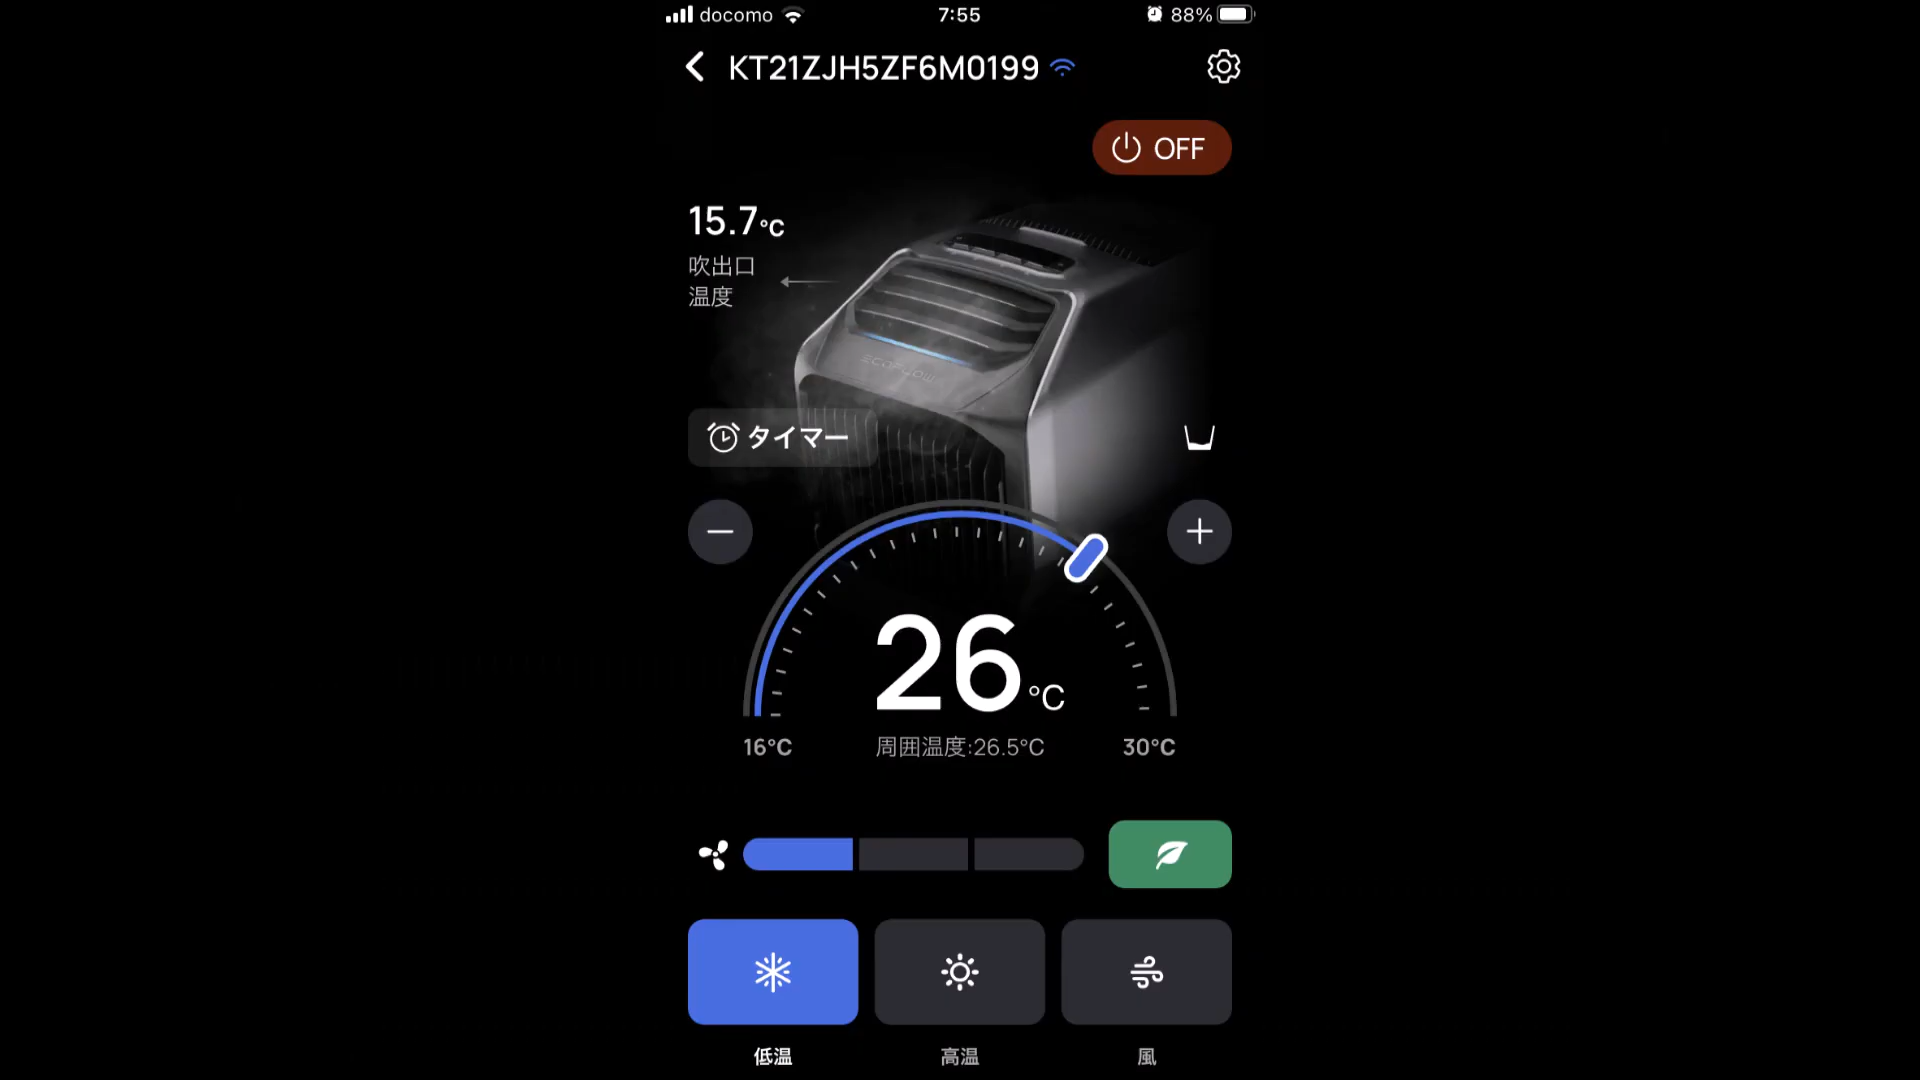 docomo 7:55 88%
KT21ZJH5ZF6M0199
OFF
15.7°C
吹出口
温度
ECOFLOW
タイマー
26°C
16°C 周囲温度:26.5°C 30°C
低温 高温 風